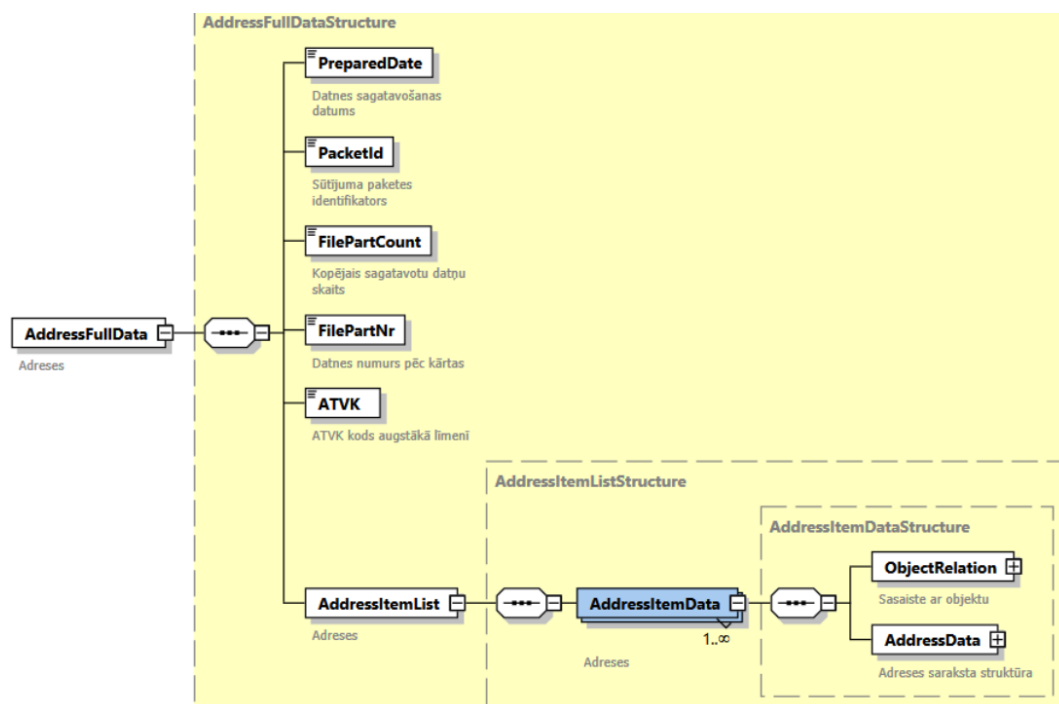 AddressFullDataStructure
PreparedDate
Datnes sagatavošanas
datums
PacketId
Sūtījuma paketes
identifikators
FilePartCount
Kopējais sagatavotu datņu
skaits
AddressFullData
Adreses
FilePartNr
Datnes numurs pēc kārtas
ATVK
ATVK kods augstākā līmenī
AddressItemListStructure
AddressItemDataStructure
ObjectRelation
Sasaiste ar objektu
AddressItemList
Adreses
AddressItemData
1..∞
Adreses
AddressData
Adreses saraksta struktūra